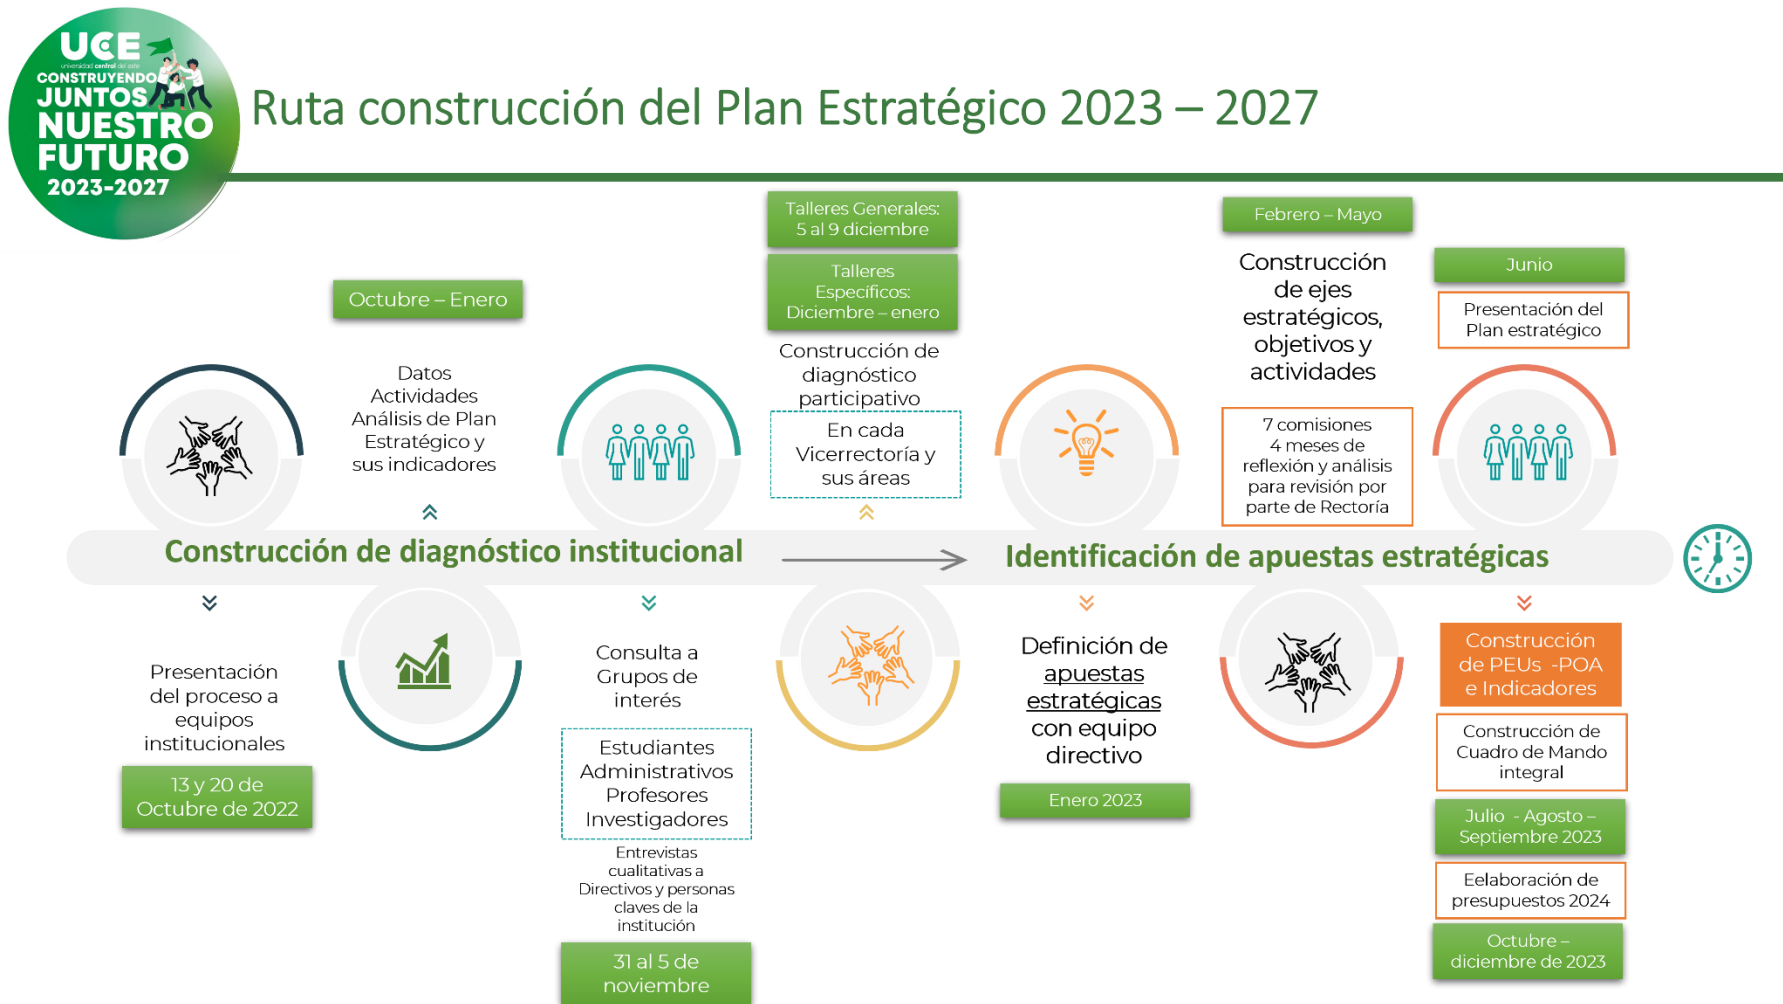 UCE
universidad central del este
CONSTRUYENDO
JUNTOS
NUESTRO
FUTURO
2023-2027
Ruta construcción del Plan Estratégico 2023 – 2027
Octubre – Enero
Datos
Actividades
Análisis de Plan
Estratégico y
sus indicadores
Talleres Generales:
5 al 9 diciembre
Talleres
Específicos:
Diciembre – enero
Construcción de
diagnóstico
participativo
En cada
Vicerrectoría y
sus áreas
Febrero – Mayo
Construcción
de ejes
estratégicos,
objetivos y
actividades
7 comisiones
4 meses de
reflexión y análisis
para revisión por
parte de Rectoría
Junio
Presentación del
Plan estratégico
Construcción de diagnóstico institucional
Identificación de apuestas estratégicas
Presentación
del proceso a
equipos
institucionales
13 y 20 de
Octubre de 2022
Consulta a
Grupos de
interés
Estudiantes
Administrativos
Profesores
Investigadores
Entrevistas
cualitativas a
Directivos y personas
claves de la
institución
31 al 5 de
noviembre
Definición de
apuestas
estratégicas
con equipo
directivo
Enero 2023
Construcción
de PEUs -POA
e Indicadores
Construcción de
Cuadro de Mando
integral
Julio - Agosto –
Septiembre 2023
Eelaboración de
presupuestos 2024
Octubre –
diciembre de 2023